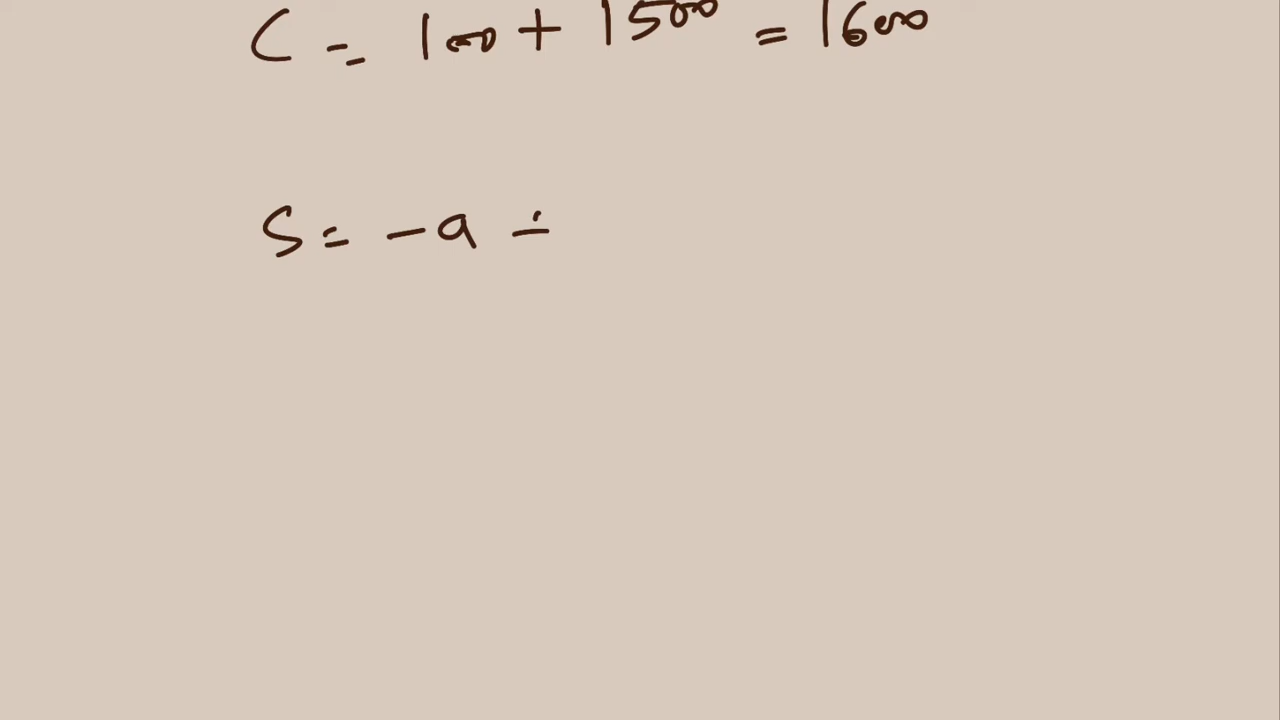 C = 100 + 1500 = 1600
S = -a +